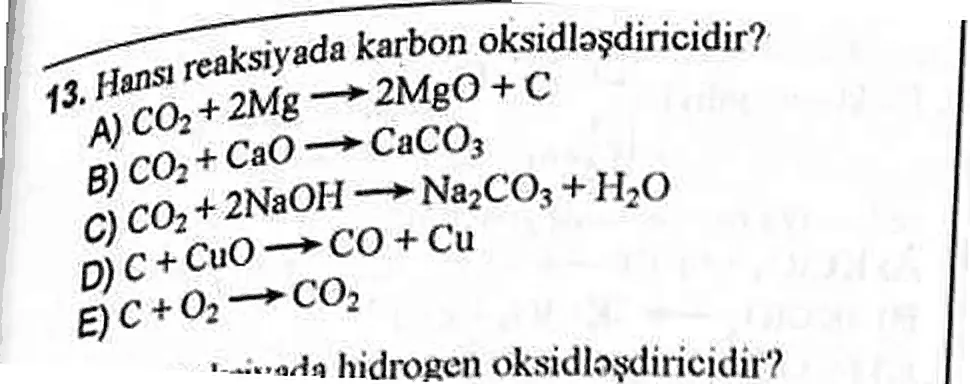 13. Hansı reaksiyada karbon oksidləşdiricidir?
A) CO₂ + 2Mg → 2MgO + C
B) CO₂ + CaO → CaCO₃
C) CO₂ + 2NaOH → Na₂CO₃ + H₂O
D) C + CuO → CO + Cu
E) C + O₂ → CO₂
hidrogen oksidləşdiricidir?